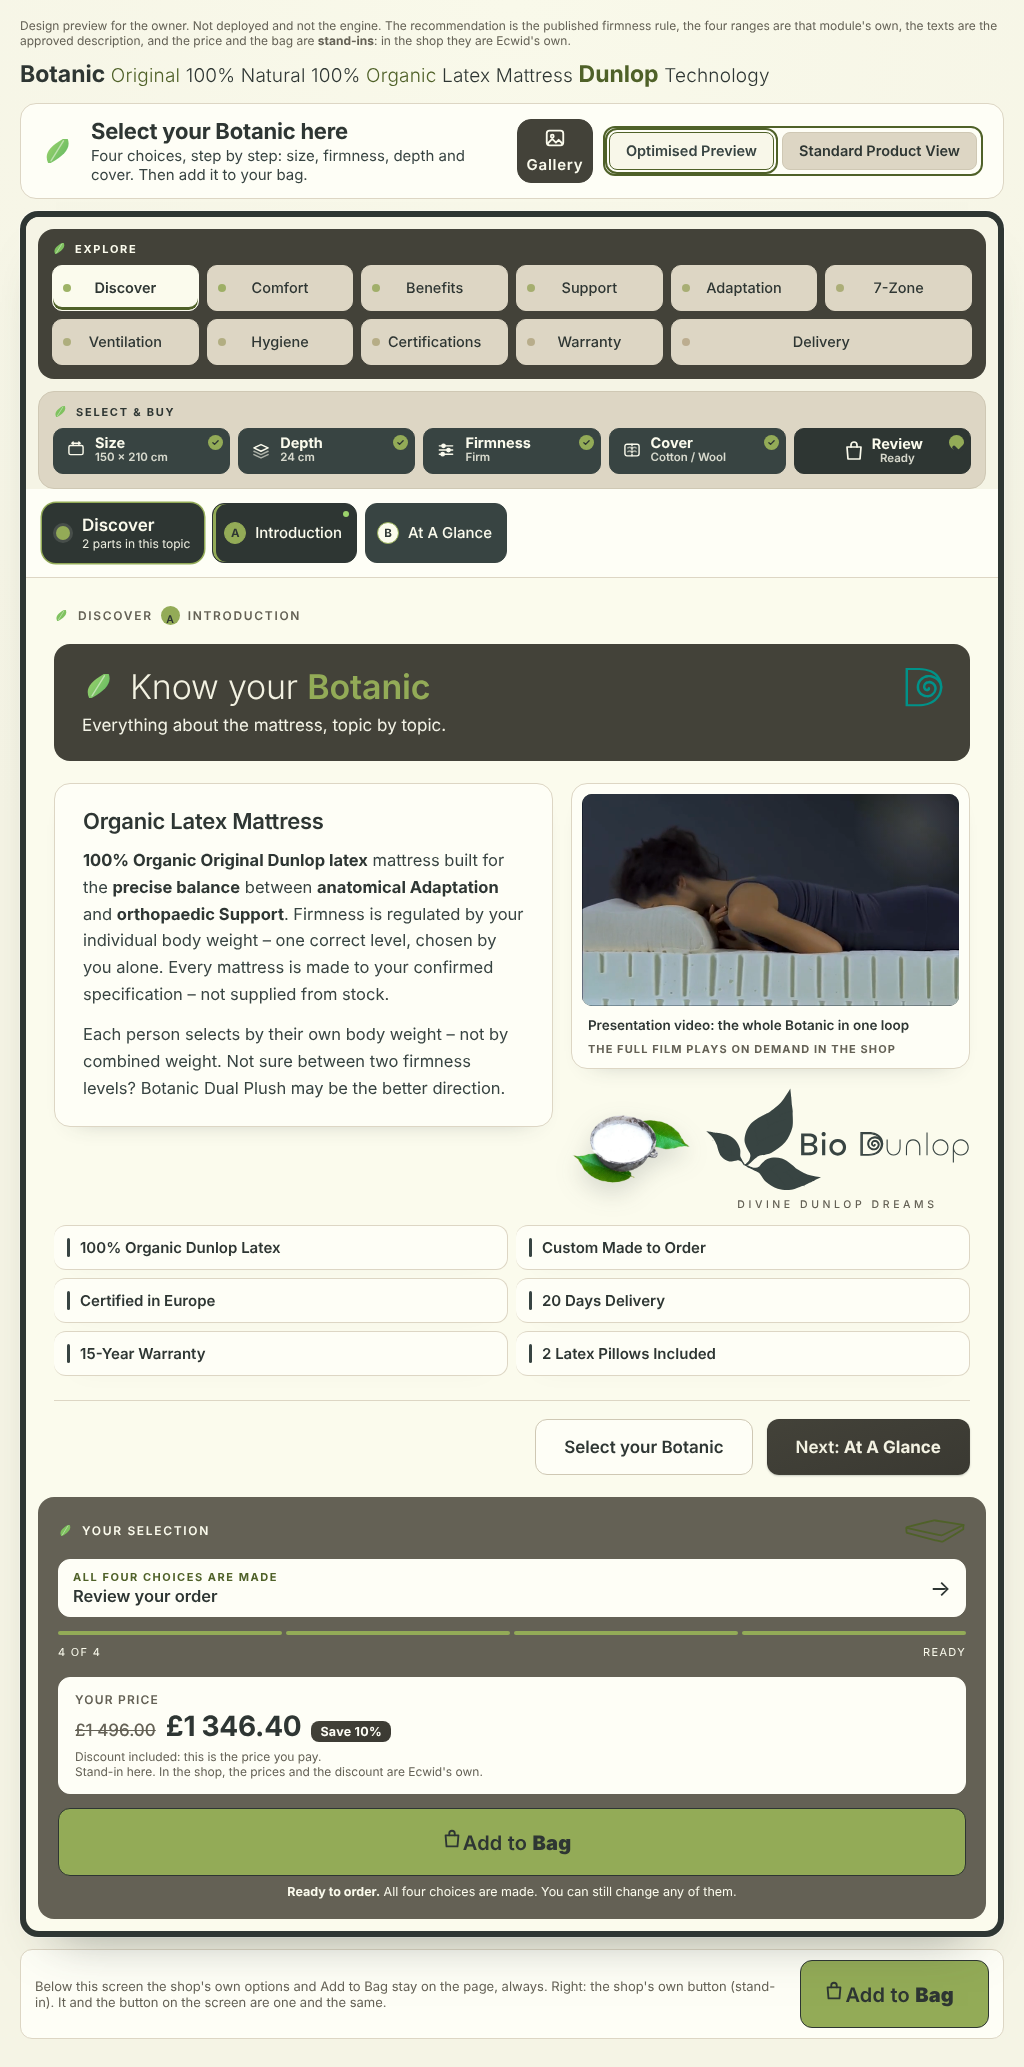 Design preview for the owner. Not deployed and not the engine. The recommendation is the published firmness rule, the four ranges are that module's own, the texts are the
approved description, and the price and the bag are stand-ins: in the shop they are Ecwid's own.
Botanic Original 100% Natural 100% Organic Latex Mattress Dunlop Technology
Select your Botanic here
Four choices, step by step: size, firmness, depth and
cover. Then add it to your bag.
Gallery
Optimised Preview
Standard Product View
EXPLORE
Discover
Comfort
Benefits
Support
Adaptation
7-Zone
Ventilation
Hygiene
Certifications
Warranty
Delivery
SELECT & BUY
Size
150 × 210 cm
Depth
24 cm
Firmness
Firm
Cover
Cotton / Wool
Review
Ready
Discover
2 parts in this topic
A
Introduction
B
At A Glance
DISCOVER A INTRODUCTION
Know your Botanic
Everything about the mattress, topic by topic.
Organic Latex Mattress
100% Organic Original Dunlop latex mattress built for
the precise balance between anatomical Adaptation
and orthopaedic Support. Firmness is regulated by your
individual body weight – one correct level, chosen by
you alone. Every mattress is made to your confirmed
specification – not supplied from stock.
Each person selects by their own body weight – not by
combined weight. Not sure between two firmness
levels? Botanic Dual Plush may be the better direction.
Presentation video: the whole Botanic in one loop
THE FULL FILM PLAYS ON DEMAND IN THE SHOP
Bio Dunlop
DIVINE DUNLOP DREAMS
100% Organic Dunlop Latex
Custom Made to Order
Certified in Europe
20 Days Delivery
15-Year Warranty
2 Latex Pillows Included
Select your Botanic
Next: At A Glance
YOUR SELECTION
ALL FOUR CHOICES ARE MADE
Review your order
4 OF 4
READY
YOUR PRICE
£1 496.00 £1 346.40 Save 10%
Discount included: this is the price you pay.
Stand-in here. In the shop, the prices and the discount are Ecwid's own.
Add to Bag
Ready to order. All four choices are made. You can still change any of them.
Below this screen the shop's own options and Add to Bag stay on the page, always. Right: the shop's own button (stand-
in). It and the button on the screen are one and the same.
Add to Bag